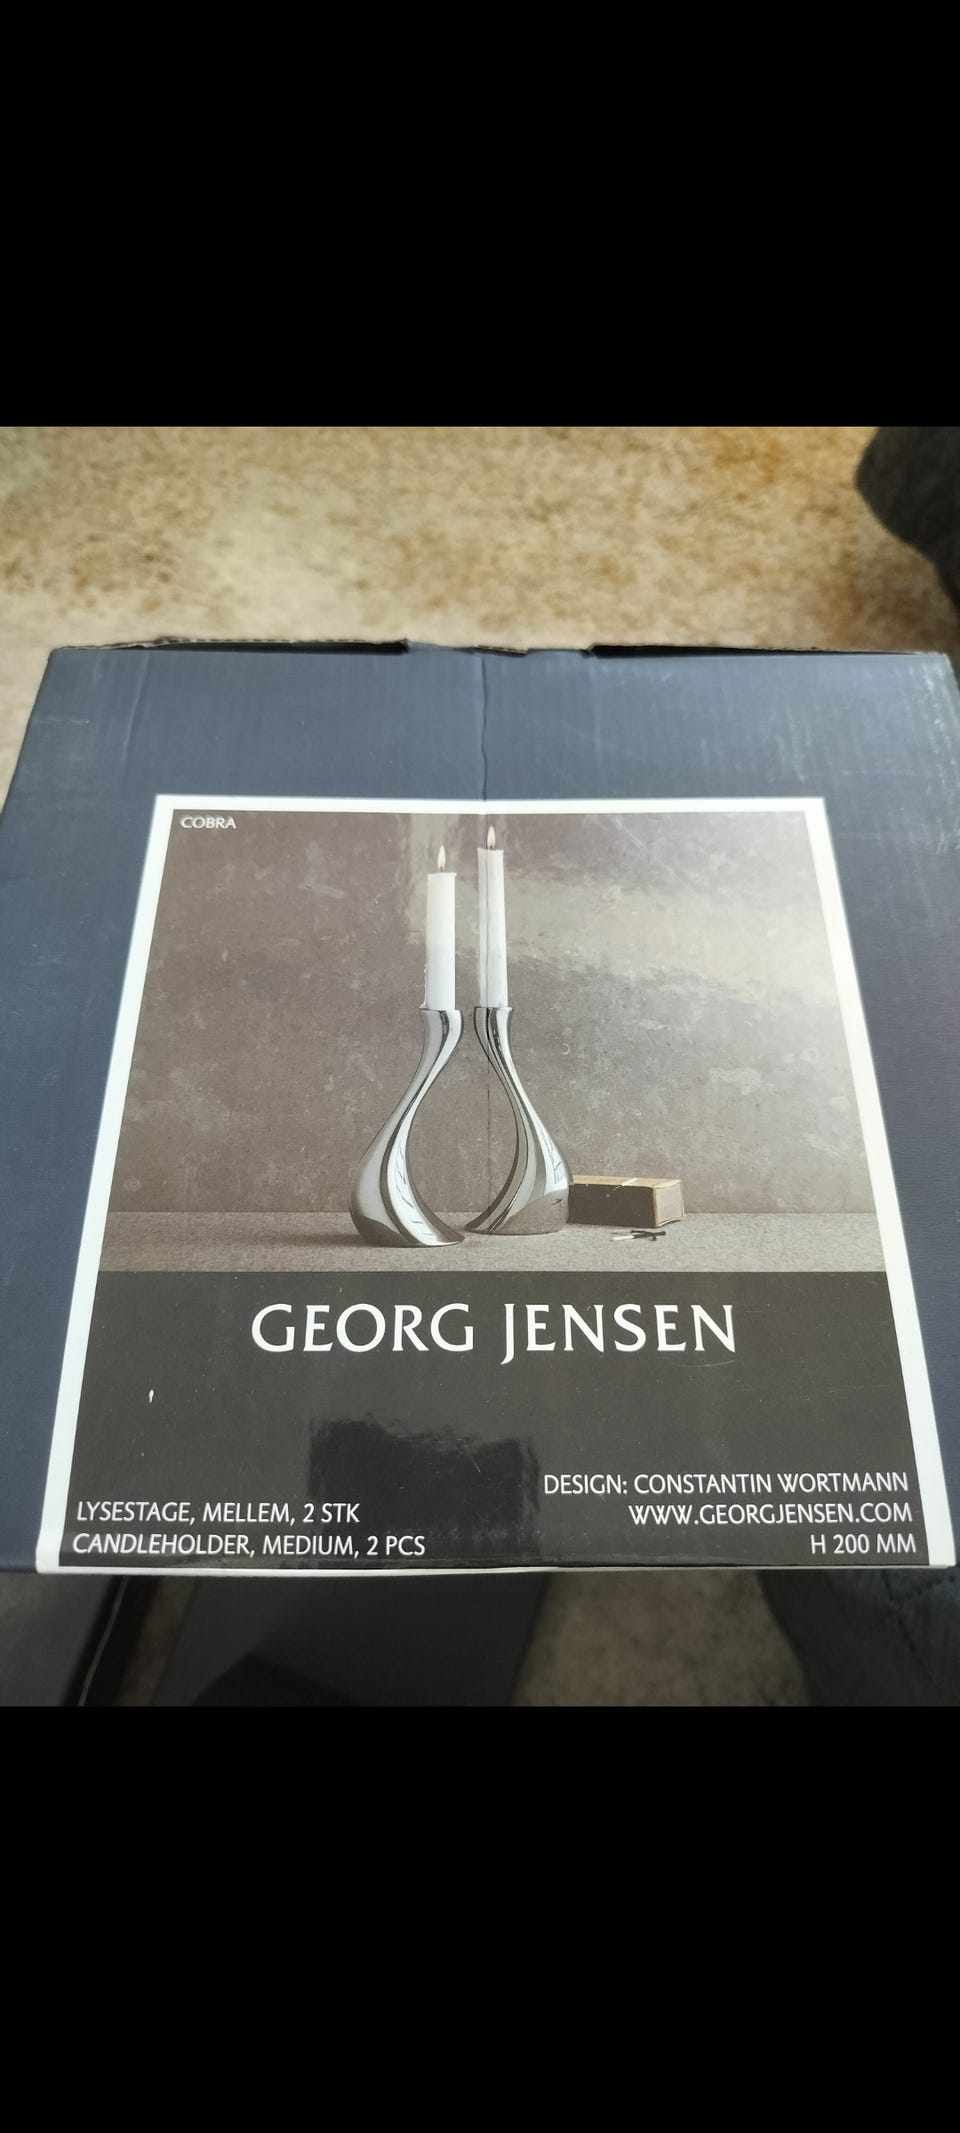 COBRA
GEORG JENSEN
LYSESTAGE, MELLEM, 2 STK
CANDLEHOLDER, MEDIUM, 2 PCS
DESIGN: CONSTANTIN WORTMANN
WWW.GEORGJENSEN.COM
H 200 MM